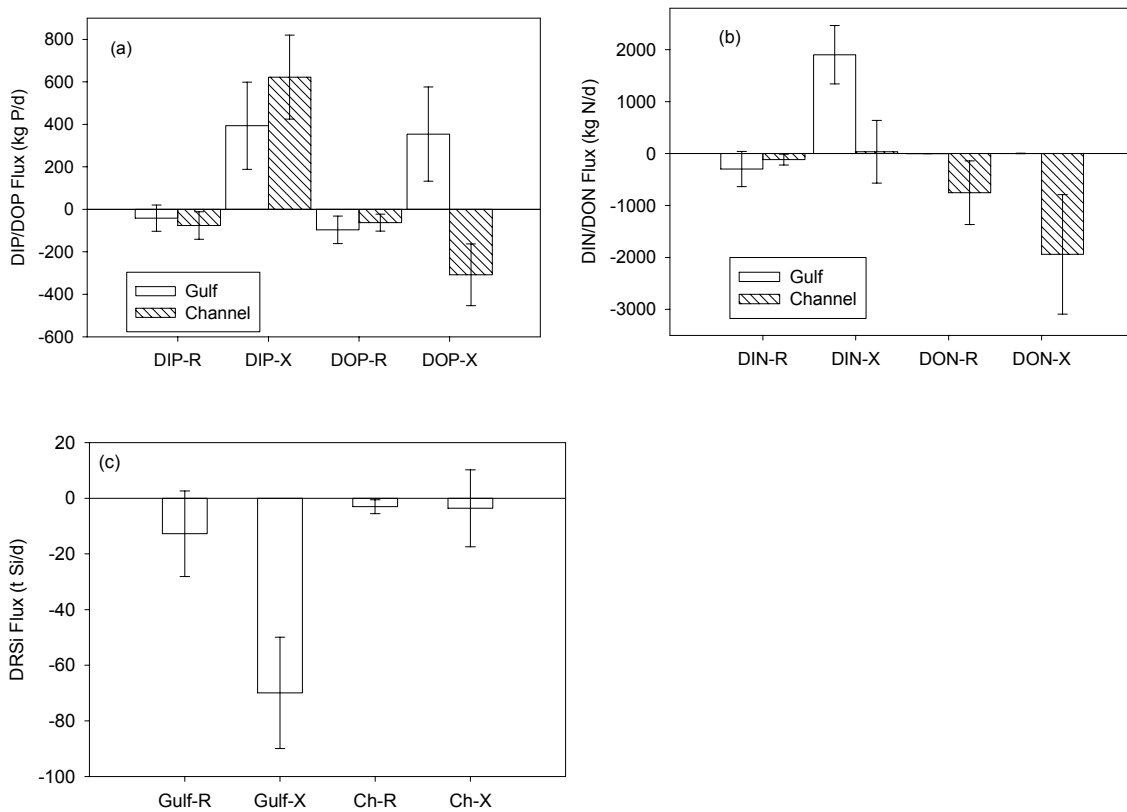 (a)
DIP/DOP Flux (kg P/d)
800
600
400
200
0
-200
-400
-600
Gulf
Channel
DIP-R DIP-X DOP-R DOP-X
(b)
DIN/DON Flux (kg N/d)
2000
1000
0
-1000
-2000
-3000
Gulf
Channel
DIN-R DIN-X DON-R DON-X
(c)
DRSi Flux (t Si/d)
20
0
-20
-40
-60
-80
-100
Gulf-R Gulf-X Ch-R Ch-X